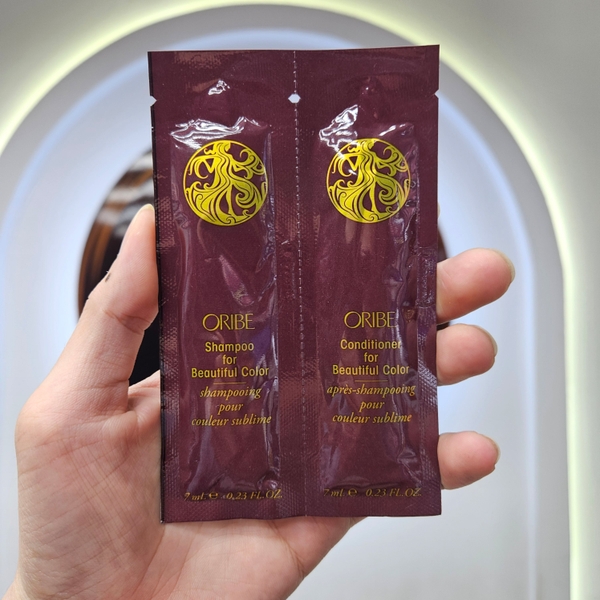 ORIBE
Shampoo
for
Beautiful Color
shampooing
pour
couleur sublime
7 ml ℮ 0.23 FL.OZ.
ORIBE
Conditioner
for
Beautiful Color
après-shampooing
pour
couleur sublime
7 ml ℮ 0.23 FL.OZ.